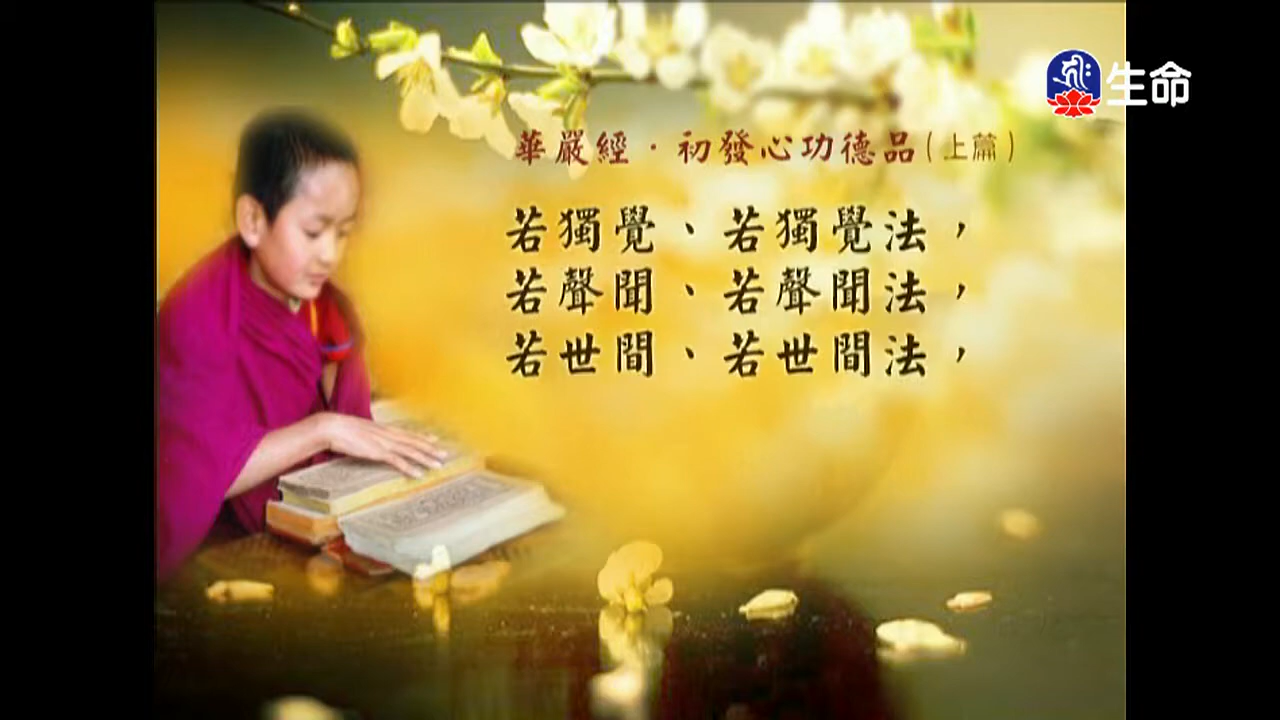 生命
華嚴經·初發心功德品(上篇)
若獨覺、若獨覺法，
若聲聞、若聲聞法，
若世間、若世間法，